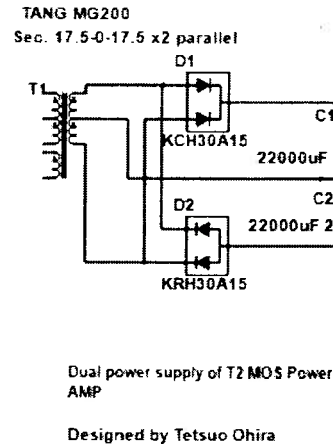 TANG MG200
Sec. 17.5-0-17.5 x2 parallel
D1
T1
KCH30A15
C1
22000uF
C2
D2
22000uF 2
KRH30A15
Dual power supply of T2 MOS Power
AMP
Designed by Tetsuo Ohira